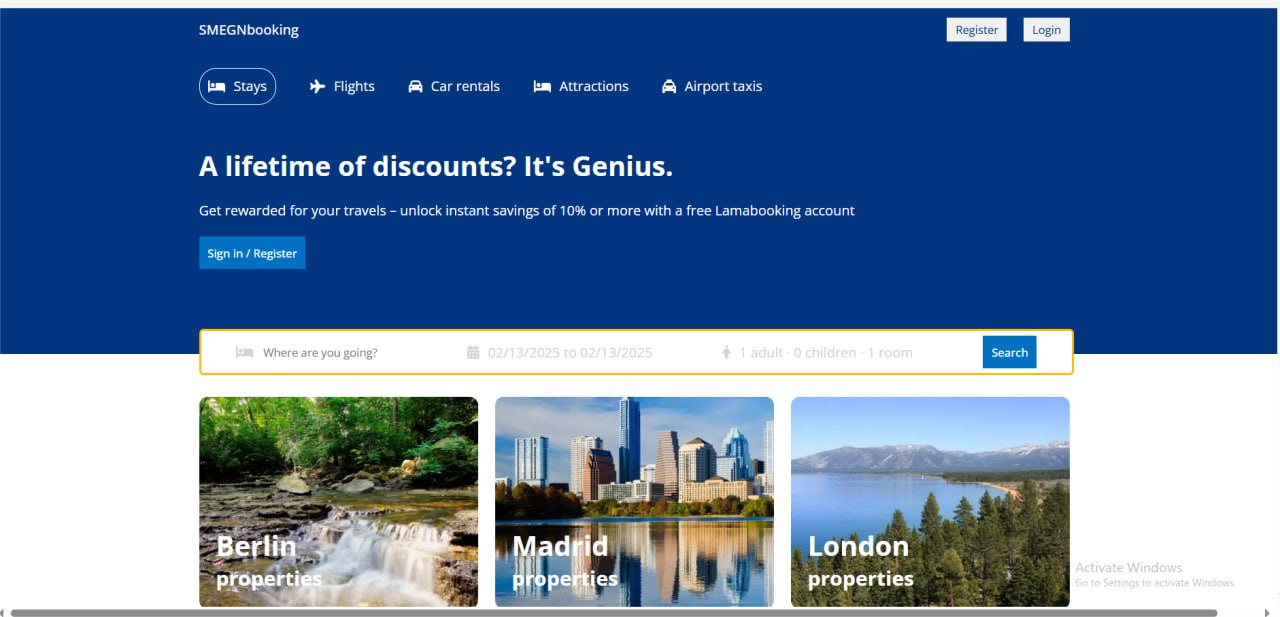 SMEGNbooking
Register
Login
Stays
Flights
Car rentals
Attractions
Airport taxis
A lifetime of discounts? It's Genius.
Get rewarded for your travels – unlock instant savings of 10% or more with a free Lamabooking account
Sign in / Register
Where are you going?
02/13/2025 to 02/13/2025
1 adult · 0 children · 1 room
Search
Berlin
properties
Madrid
properties
London
properties
Activate Windows
Go to Settings to activate Windows.